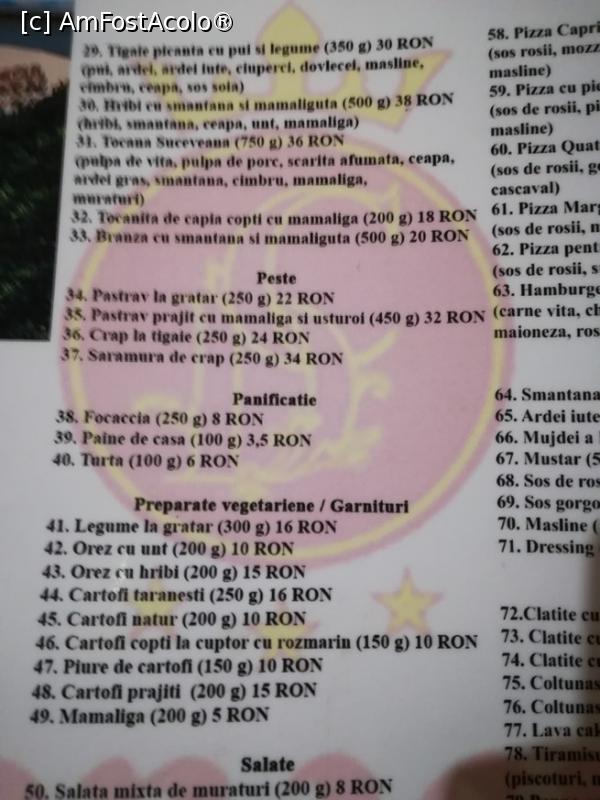 [c] AmFostAcolo®
29. Tigaie picanta cu pui si legume (350 g) 30 RON
(pui, ardei, ardei iute, ciuperci, dovlecei, masline,
cimbru, ceapa, sos soia)
30. Hribi cu smantana si mamaliguta (500 g) 38 RON
(hribi, smantana, ceapa, unt, mamaliga)
31. Tocana Suceveana (750 g) 36 RON
(pulpa de vita, pulpa de porc, scarita afumata, ceapa,
ardei gras, smantana, cimbru, mamaliga,
muraturi)
32. Tocanita de capia copti cu mamaliga (200 g) 18 RON
33. Branza cu smantana si mamaliguta (500 g) 20 RON
Peste
34. Pastrav la gratar (250 g) 22 RON
35. Pastrav prajit cu mamaliga si usturoi (450 g) 32 RON
36. Crap la tigaie (250 g) 24 RON
37. Saramura de crap (250 g) 34 RON
Panificatie
38. Focaccia (250 g) 8 RON
39. Paine de casa (100 g) 3,5 RON
40. Turta (100 g) 6 RON
Preparate vegetariene / Garnituri
41. Legume la gratar (300 g) 16 RON
42. Orez cu unt (200 g) 10 RON
43. Orez cu hribi (200 g) 15 RON
44. Cartofi taranesti (250 g) 16 RON
45. Cartofi natur (200 g) 10 RON
46. Cartofi copti la cuptor cu rozmarin (150 g) 10 RON
47. Piure de cartofi (150 g) 10 RON
48. Cartofi prajiti (200 g) 15 RON
49. Mamaliga (200 g) 5 RON
Salate
50. Salata mixta de muraturi (200 g) 8 RON
58. Pizza Capri
(sos rosii, mozz
masline)
59. Pizza cu pie
(sos de rosii, pi
masline)
60. Pizza Quat
(sos de rosii, go
cascaval)
61. Pizza Marg
(sos de rosii, m
62. Pizza pent
(sos de rosii, s
63. Hamburge
(carne vita, ch
maioneza, ros
64. Smantana
65. Ardei iute
66. Mujdei a
67. Mustar (5
68. Sos de ros
69. Sos gorgo
70. Masline (
71. Dressing
72.Clatite cu
73. Clatite cu
74. Clatite cu
75. Coltunas
76. Coltunas
77. Lava cak
78. Tiramisu
(piscoturi, m